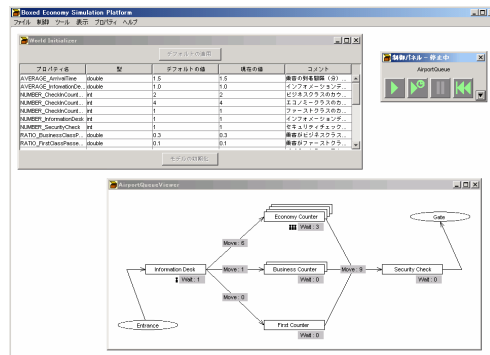 Boxed Economy Simulation Platform
ファイル 制御 ツール 表示 プロパティ ヘルプ
World Initializer
デフォルトの適用
プロパティ名 型 デフォルトの値 現在の値 コメント
AVERAGE_ArrivalTime double 1.5 1.5 乗客の到着間隔(分)...
AVERAGE_InfomationDe... double 1.0 1.0 インフォメーションデ...
NUMBER_CheckInCount... int 2 2 ビジネスクラスのカウ...
NUMBER_CheckInCount... int 4 4 エコノミークラスのカ...
NUMBER_CheckInCount... int 1 1 ファーストクラスのカ...
NUMBER_InformationDesk int 1 1 インフォメーションデ...
NUMBER_SecurityCheck int 1 1 セキュリティチェック...
RATIO_BusinessClassP... double 0.3 0.3 乗客がビジネスクラス...
RATIO_FirstClassPasse... double 0.1 0.1 乗客がファーストクラ...
モデルの初期化
制御パネル - 停止中
AirportQueue
AirportQueueViewer
Economy Counter
Wait : 3
Gate
Move : 6
Information Desk
Wait : 1
Move : 1
Business Counter
Wait : 0
Move : 9
Security Check
Wait : 0
Move : 0
Entrance
First Counter
Wait : 0